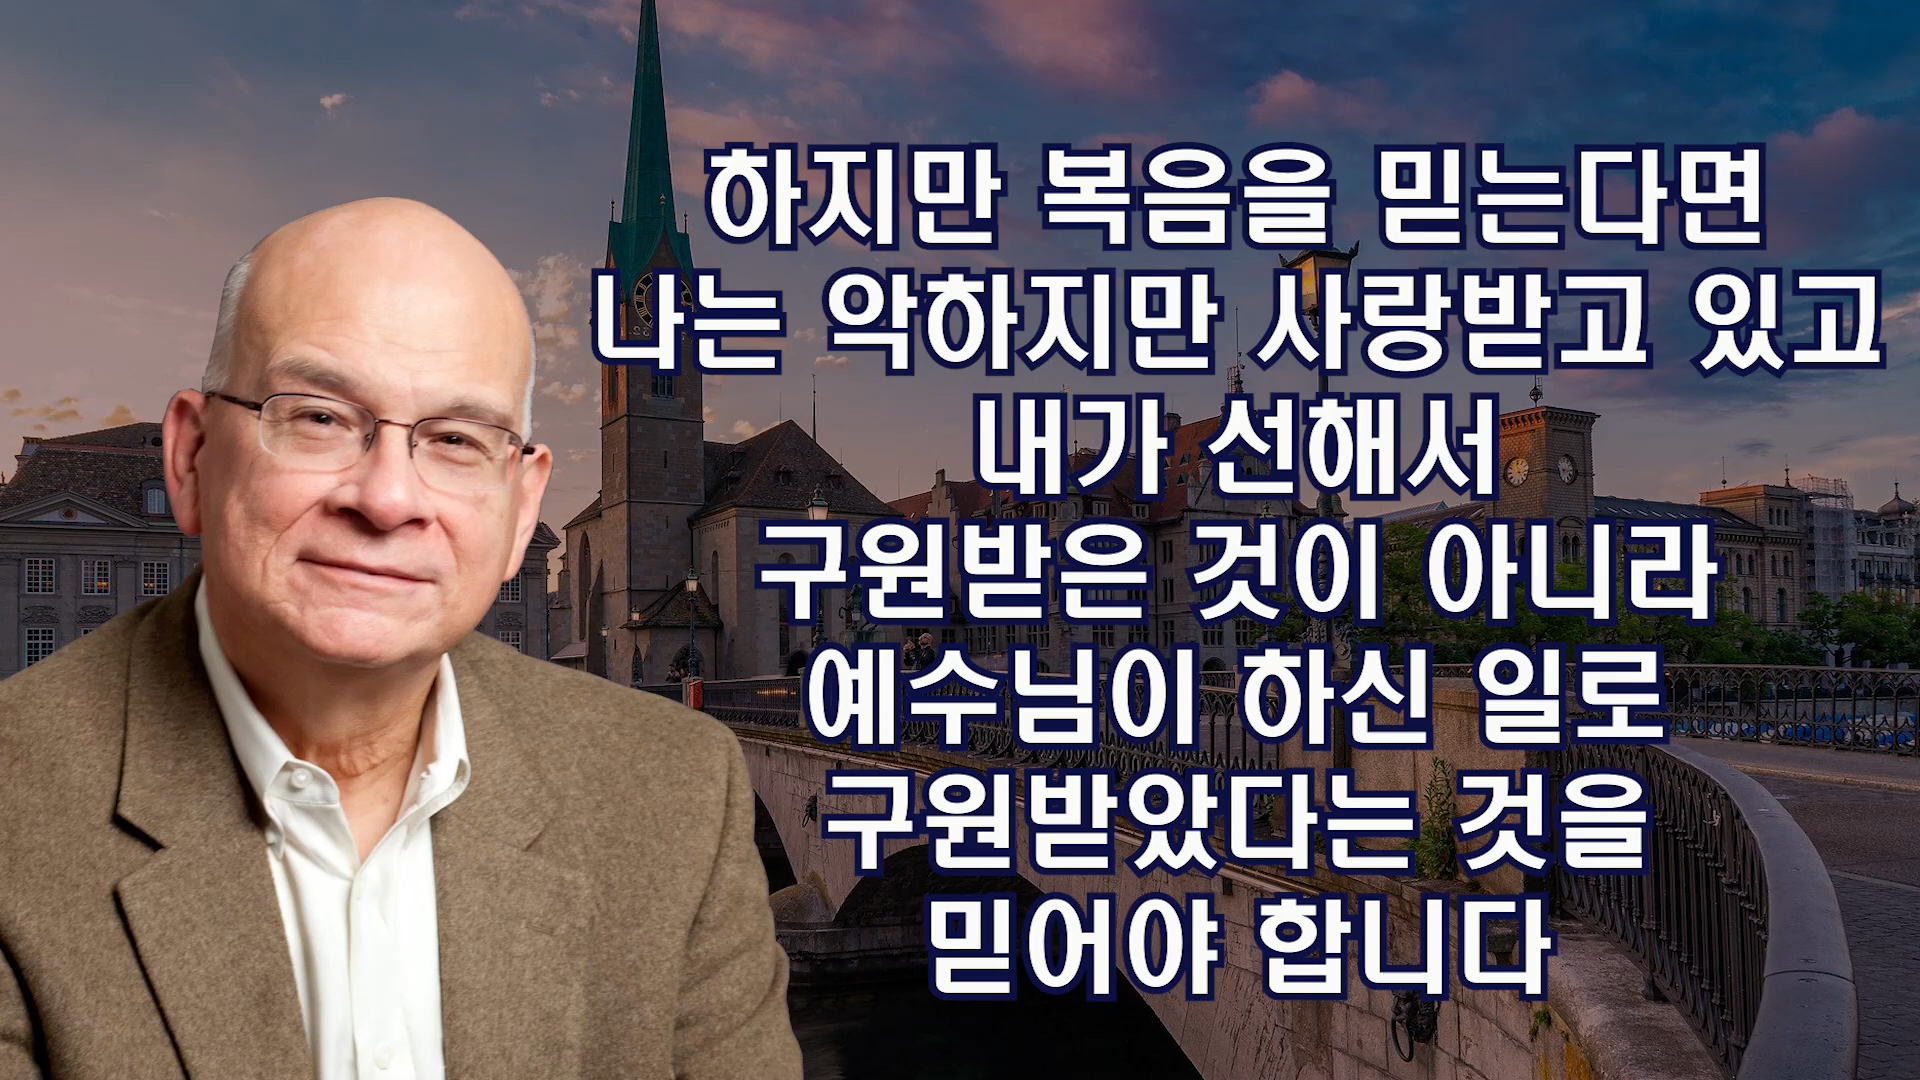 하지만 복음을 믿는다면
나는 악하지만 사랑받고 있고
내가 선해서
구원받은 것이 아니라
예수님이 하신 일로
구원받았다는 것을
믿어야 합니다